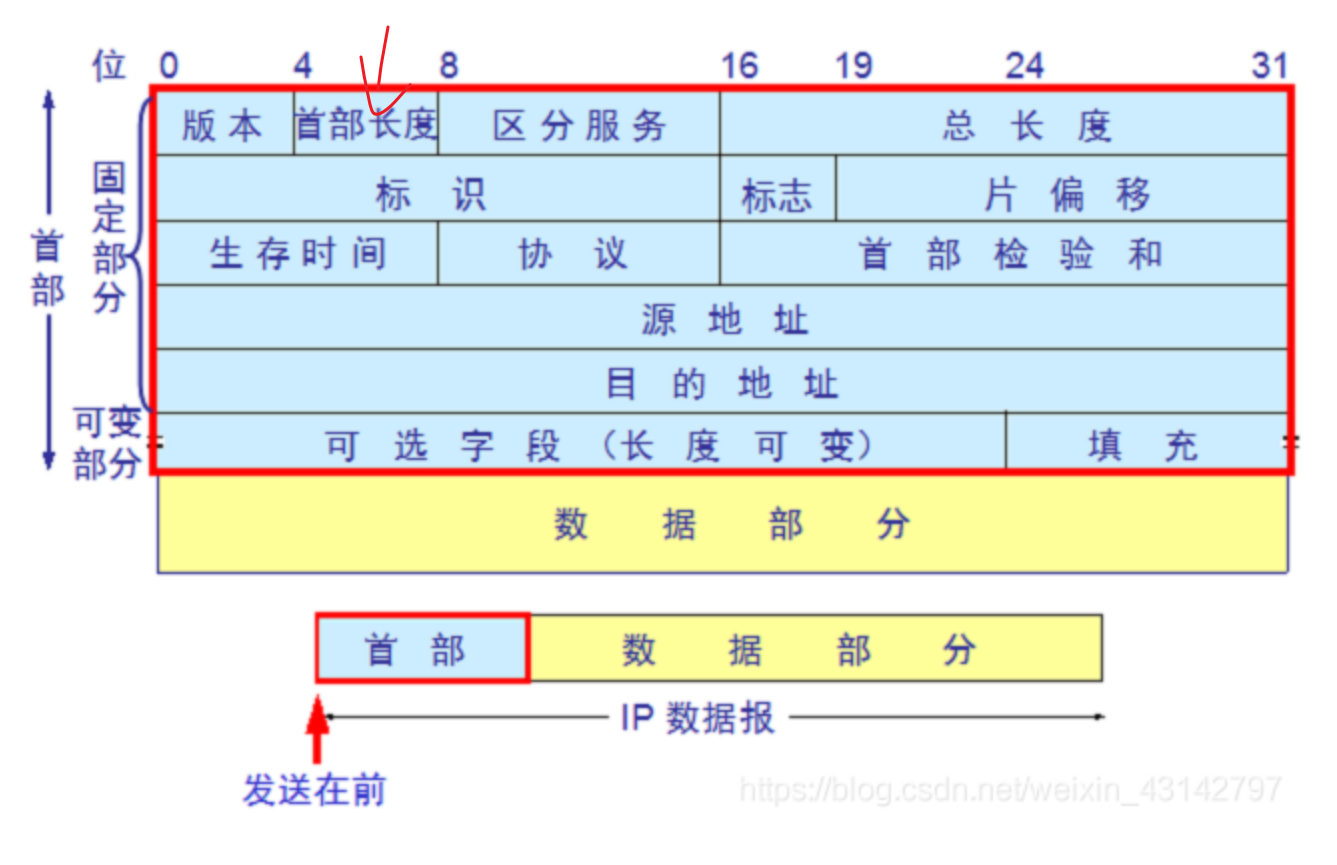 位 0 4 8 16 19 24 31
版本 首部长度 区分服务 总长度
标识 标志 片偏移
生存时间 协议 首部检验和
源地址
目的地址
可选字段（长度可变） 填充
数据部分
首部
固定部分
可变部分
首部 数据部分
IP 数据报
发送在前
https://blog.csdn.net/weixin_43142797